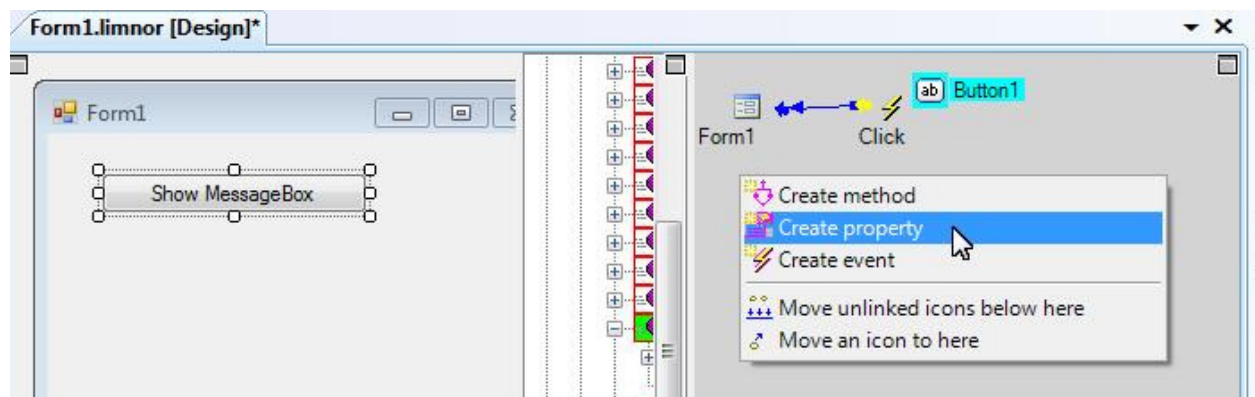 Form1.limnor [Design]*
Form1
Show MessageBox
ab Button1
Form1 Click
Create method
Create property
Create event
Move unlinked icons below here
Move an icon to here